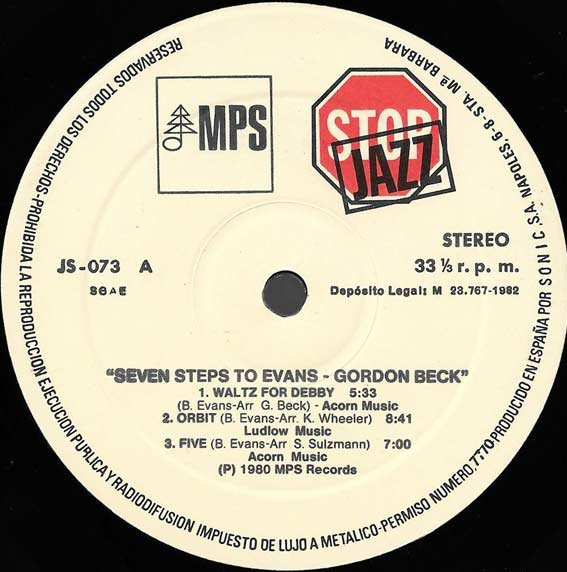 RESERVADOS TODOS LOS DERECHOS-PROHIBIDA LA REPRODUCCION EJECUCION PUBLICA Y RADIODIFUSION IMPUESTO DE LUJO A METALICO-PERMISO NUMERO.7770 PRODUCIDO EN ESPAÑA POR SONIC S.A. NAPOLES, 6-8-STA. Mª BARBARA
MPS
STOP
JAZZ
JS-073 A
SGAE
STEREO
33 ⅓ r. p. m.
Depósito Legal: M 23.767-1982
"SEVEN STEPS TO EVANS - GORDON BECK"
1. WALTZ FOR DEBBY 5:33
(B. Evans-Arr G. Beck) - Acorn Music
2. ORBIT (B. Evans-Arr. K. Wheeler) 8:41
Ludlow Music
3. FIVE (B. Evans-Arr S. Sulzmann) 7:00
Acorn Music
(P) 1980 MPS Records